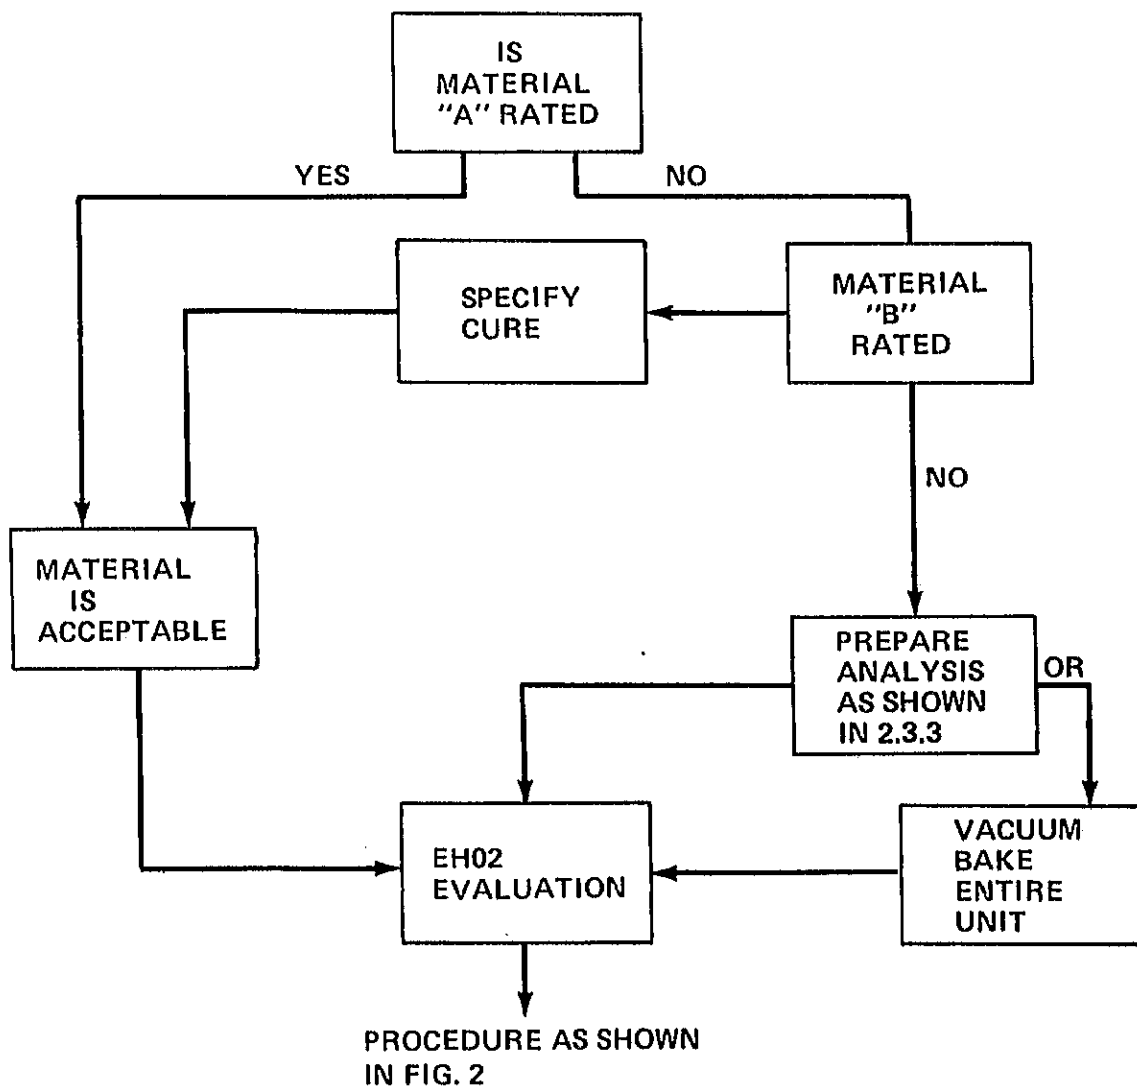 IS
MATERIAL
"A" RATED
YES
NO
SPECIFY
CURE
MATERIAL
"B"
RATED
NO
MATERIAL
IS
ACCEPTABLE
PREPARE
ANALYSIS
AS SHOWN
IN 2.3.3
OR
EH02
EVALUATION
VACUUM
BAKE
ENTIRE
UNIT
PROCEDURE AS SHOWN
IN FIG. 2